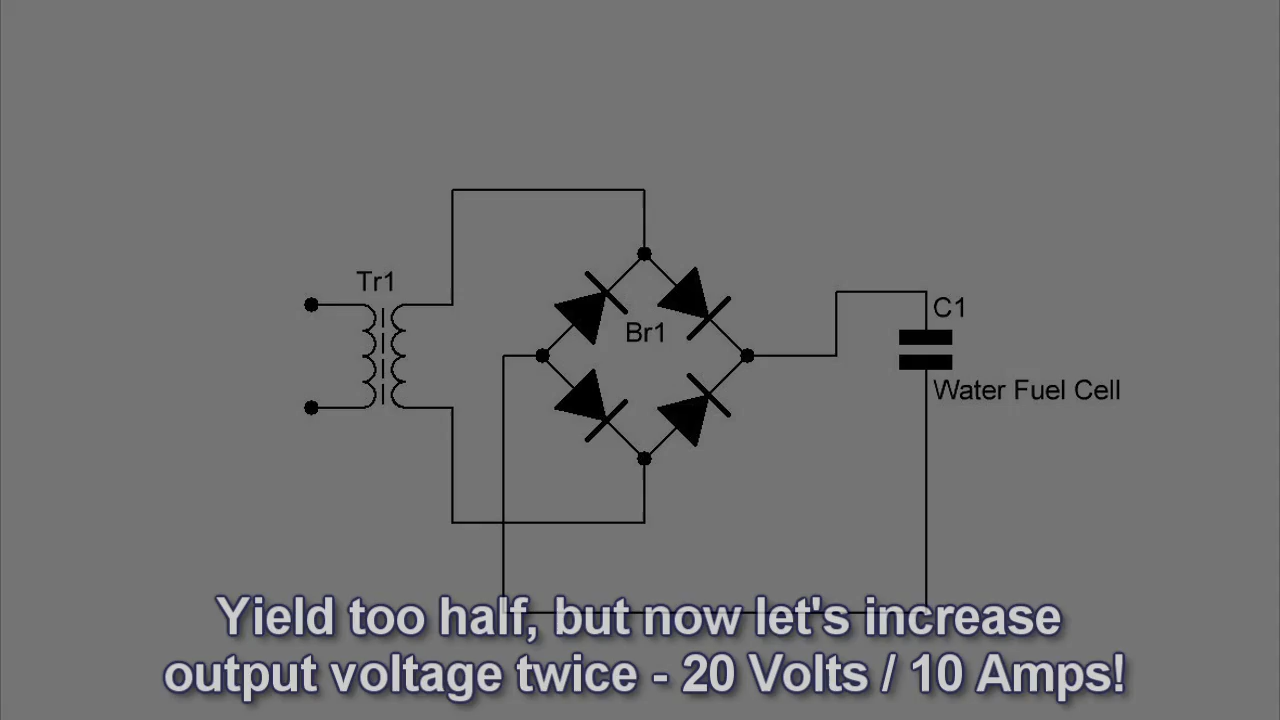 Tr1
Br1
C1
Water Fuel Cell
Yield too half, but now let's increase
output voltage twice - 20 Volts / 10 Amps!